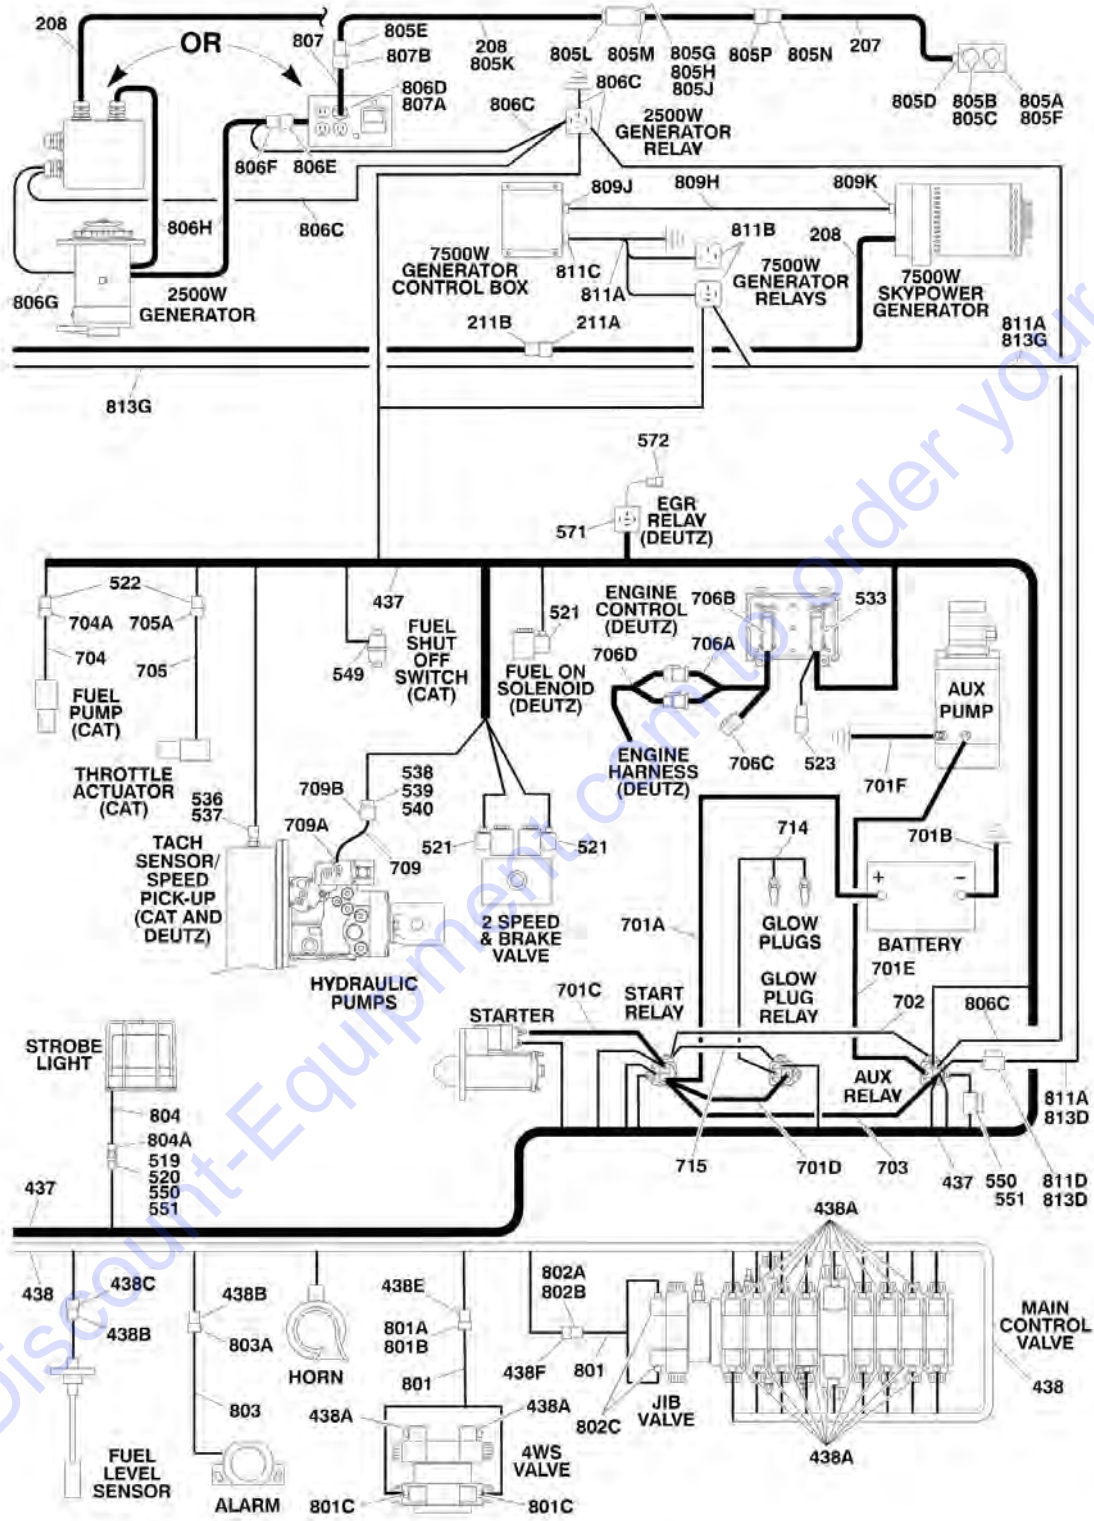 208
OR
807
805E
807B
208
805K
805L
805M
805G
805H
805J
805P
805N
207
805D
805B
805C
805A
805F
806D
807A
806C
806C
2500W
GENERATOR
RELAY
806F
806E
809J
809H
809K
806H
806C
7500W
GENERATOR
CONTROL BOX
811C
811A
811B
7500W
GENERATOR
RELAYS
208
7500W
SKYPOWER
GENERATOR
806G
2500W
GENERATOR
211B
211A
811A
813G
813G
572
571
EGR
RELAY
(DEUTZ)
522
704A
705A
704
705
437
549
FUEL
SHUT
OFF
SWITCH
(CAT)
521
FUEL ON
SOLENOID
(DEUTZ)
ENGINE
CONTROL
(DEUTZ)
706B
533
706D
706A
FUEL
PUMP
(CAT)
AUX
PUMP
THROTTLE
ACTUATOR
(CAT)
ENGINE
HARNESS
(DEUTZ)
706C
523
701F
536
537
709B
538
539
540
709A
709
521
521
714
701B
TACH
SENSOR/
SPEED
PICK-UP
(CAT AND
DEUTZ)
+
–
701A
GLOW
PLUGS
BATTERY
2 SPEED
& BRAKE
VALVE
701E
HYDRAULIC
PUMPS
701C
START
RELAY
GLOW
PLUG
RELAY
702
806C
STARTER
STROBE
LIGHT
AUX
RELAY
811A
813D
804
804A
519
520
550
551
715
701D
703
437
550
551
811D
813D
437
438A
438
438C
438B
438B
803A
438E
801A
801B
802A
802B
438F
801
MAIN
CONTROL
VALVE
HORN
801
438
803
438A
438A
802C
JIB
VALVE
438A
FUEL
LEVEL
SENSOR
ALARM
4WS
VALVE
801C
801C
Discount-Equipment.com to order your